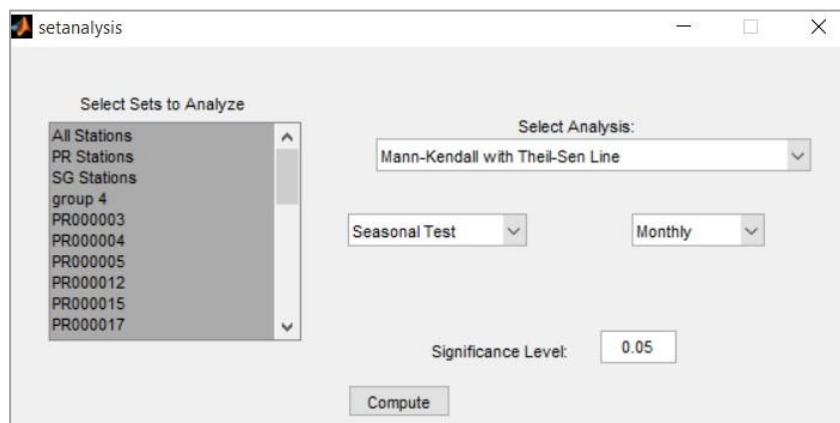 setanalysis
Select Sets to Analyze
All Stations
PR Stations
SG Stations
group 4
PR000003
PR000004
PR000005
PR000012
PR000015
PR000017
Select Analysis:
Mann-Kendall with Theil-Sen Line
Seasonal Test
Monthly
Significance Level:
0.05
Compute